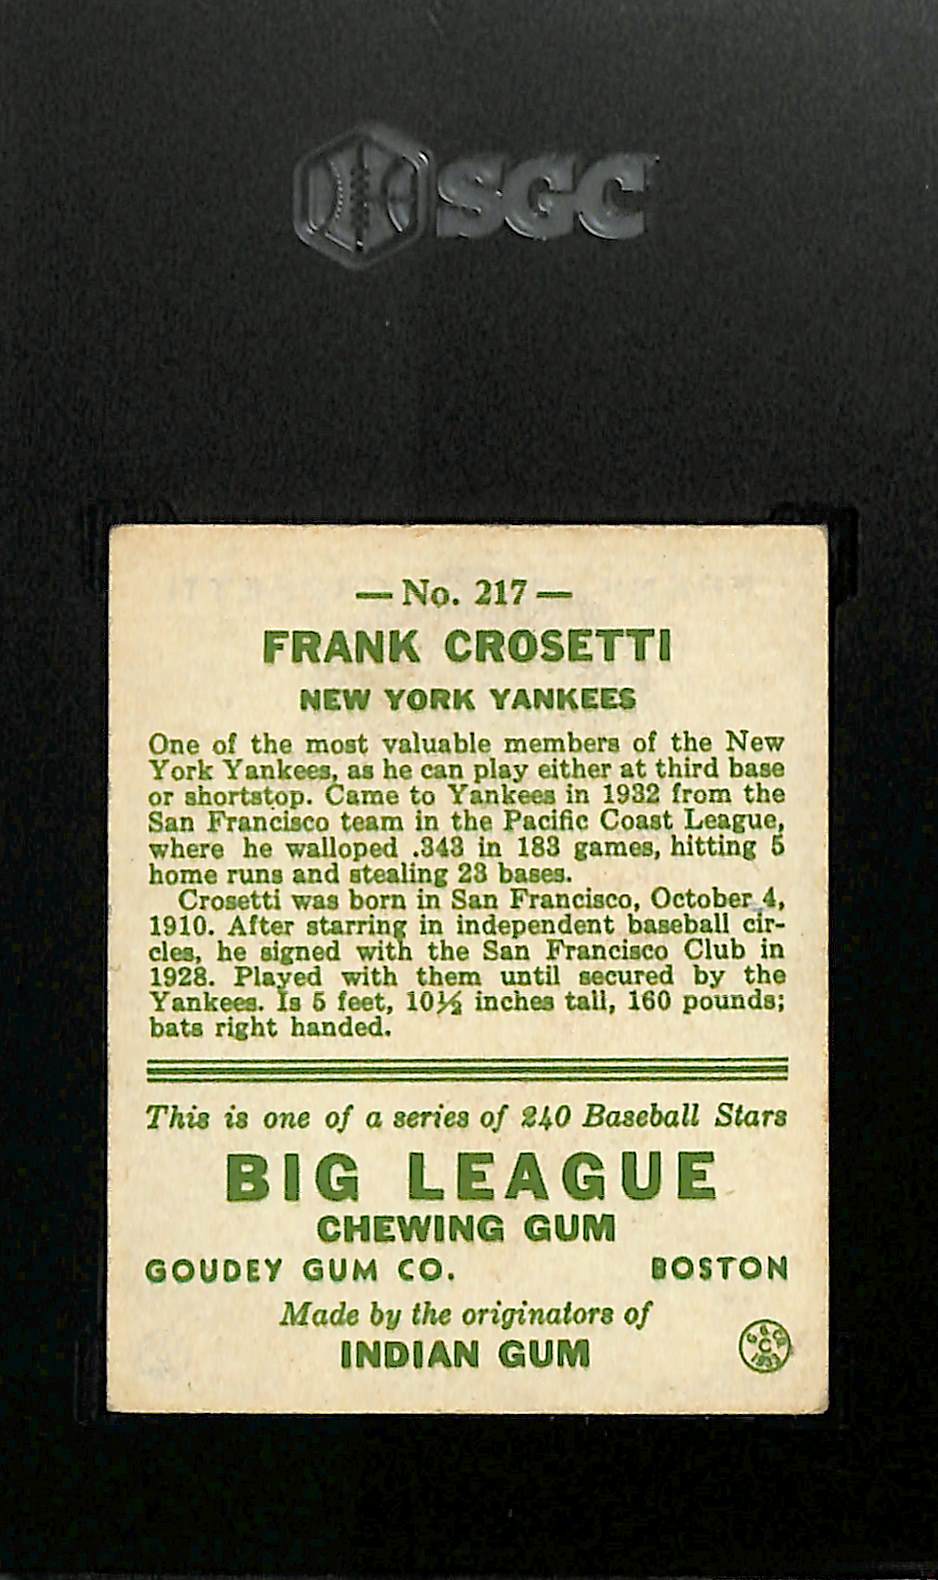 SGC
— No. 217 —
FRANK CROSETTI
NEW YORK YANKEES
One of the most valuable members of the New
York Yankees, as he can play either at third base
or shortstop. Came to Yankees in 1932 from the
San Francisco team in the Pacific Coast League,
where he walloped .343 in 183 games, hitting 5
home runs and stealing 23 bases.
Crosetti was born in San Francisco, October 4,
1910. After starring in independent baseball cir-
cles, he signed with the San Francisco Club in
1928. Played with them until secured by the
Yankees. Is 5 feet, 10½ inches tall, 160 pounds;
bats right handed.
This is one of a series of 240 Baseball Stars
BIG LEAGUE
CHEWING GUM
GOUDEY GUM CO. BOSTON
Made by the originators of
INDIAN GUM
C
1933